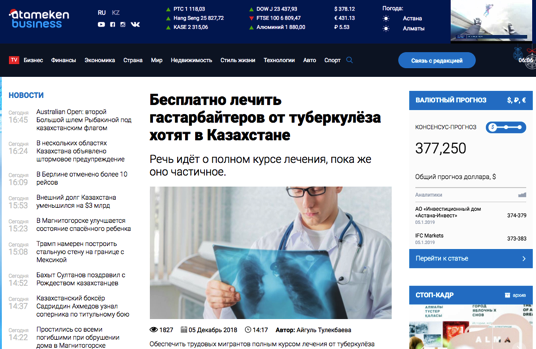 atameken
business
RU KZ
РТС 1 118,03
Hang Seng 25 827,72
KASE 2 315,06
DOW J 23 437,93
FTSE 100 6 809,47
Алюминий 1 680,00
$ 378.12
€ 431.13
₽ 5.53
Погода:
Астана
Алматы
TV Бизнес Финансы Экономика Страна Мир Недвижимость Стиль жизни Технологии Авто Спорт
Связь с редакцией
06:06
НОВОСТИ
Сегодня
16:45
Australian Open: второй
Большой шлем Рыбакиной под
казахстанским флагом
Сегодня
16:24
В нескольких областях
Казахстана объявлено
штормовое предупреждение
Сегодня
16:09
В Берлине отменено более 10
рейсов
Сегодня
15:53
Внешний долг Казахстана
уменьшился на $3 млрд
Сегодня
15:23
В Магнитогорске улучшается
состояние спасённого ребенка
Сегодня
15:08
Трамп намерен построить
стальную стену на границе с
Мексикой
Сегодня
14:52
Бахыт Султанов поздравил с
Рождеством казахстанцев
Сегодня
14:37
Казахстанский боксёр
Садриддин Ахмедов узнал
соперника по титульному бою
Сегодня
14:22
Простились со всеми
погибшими при обрушении
дома в Магнитогорске
Бесплатно лечить
гастарбайтеров от туберкулёза
хотят в Казахстане
Речь идёт о полном курсе лечения, пока же
оно частичное.
1827 05 Декабрь 2018 14:17 Автор: Айгуль Тулекбаева
Обеспечить трудовых мигрантов полным курсом лечения от туберкулёза
ВАЛЮТНЫЙ ПРОГНОЗ $, ₽, €
КОНСЕНСУС-ПРОГНОЗ
377,250
Общий прогноз доллара, $
Аналитики
АО «Инвестиционный дом
«Астана-Инвест»
05.1.2019
374-379
IFC Markets
05.1.2019
373-383
Перейти к статье
СТОП-КАДР
архив